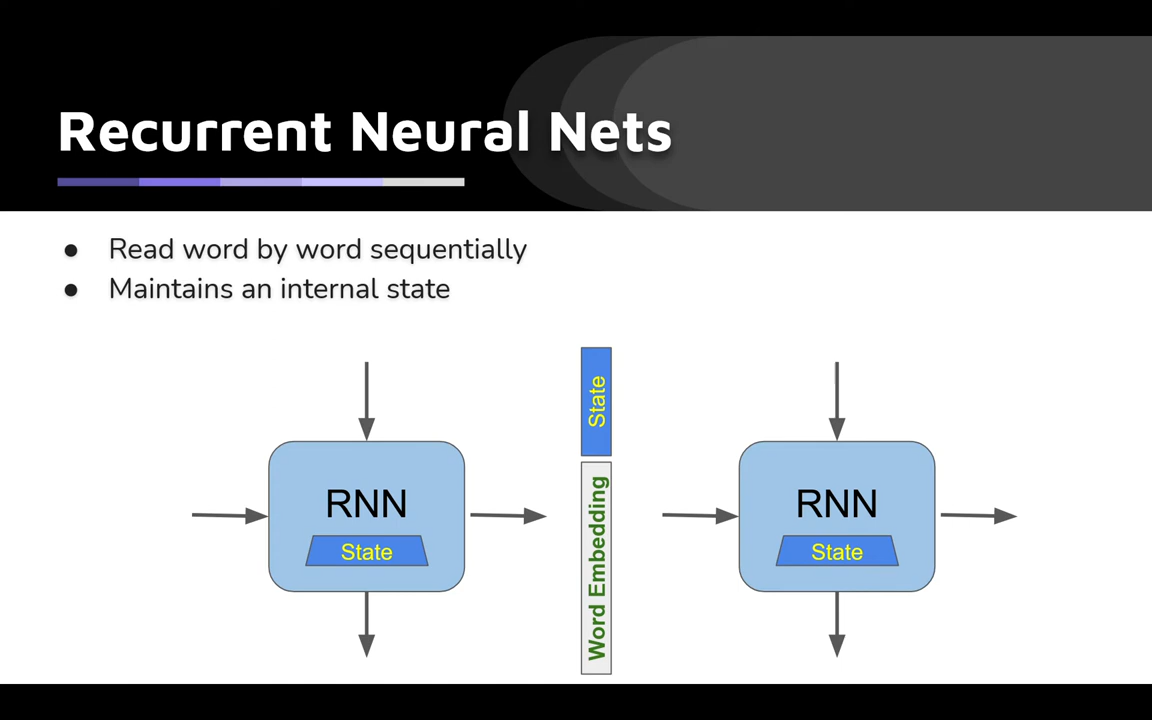 Recurrent Neural Nets
● Read word by word sequentially
● Maintains an internal state
RNN
State
State
Word Embedding
RNN
State